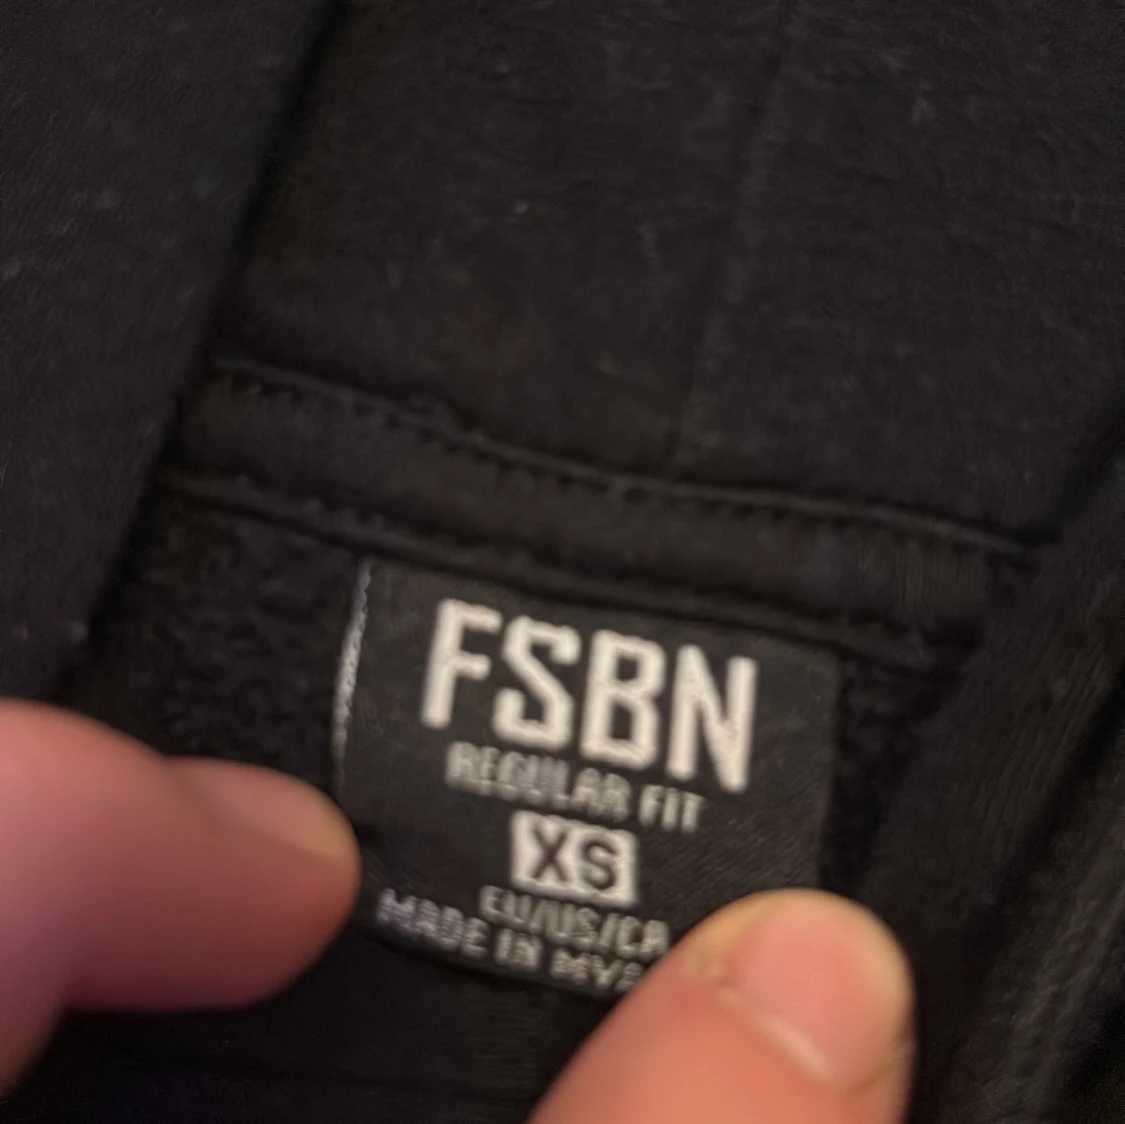 FSBN
REGULAR FIT
XS
EU/US/CA
MADE IN